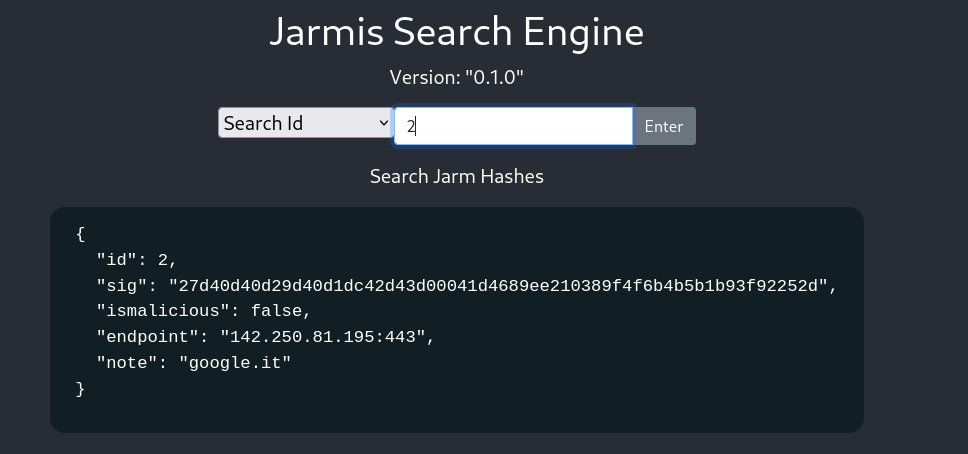 Jarmis Search Engine
Version: "0.1.0"
Search Id 2 Enter
Search Jarm Hashes
{
  "id": 2,
  "sig": "27d40d40d29d40d1dc42d43d00041d4689ee210389f4f6b4b5b1b93f92252d",
  "ismalicious": false,
  "endpoint": "142.250.81.195:443",
  "note": "google.it"
}